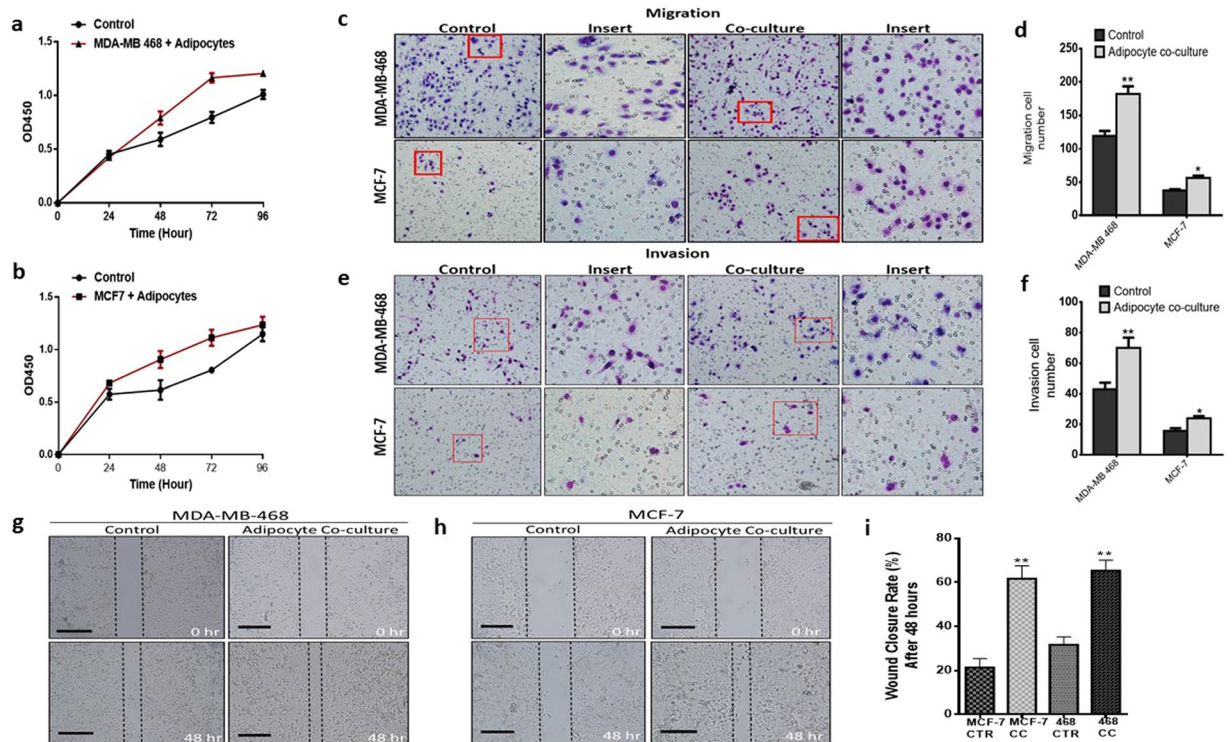 a
Control
MDA-MB 468 + Adipocytes
1.5
1.0
0.5
0.0
OD450
0 24 48 72 96
Time (Hour)
b
Control
MCF7 + Adipocytes
1.5
1.0
0.5
0.0
OD450
0 24 48 72 96
Time (Hour)
c
Migration
Control Insert Co-culture Insert
MDA-MB-468
MCF-7
d
Control
Adipocyte co-culture
250
200
150
100
50
0
Migration cell
number
**
*
MDA-MB 468
MCF-7
e
Invasion
Control Insert Co-culture Insert
MDA-MB-468
MCF-7
f
Control
Adipocyte co-culture
100
80
60
40
20
0
Invasion cell
number
**
*
MDA-MB 468
MCF-7
g
MDA-MB-468
Control Adipocyte Co-culture
0 hr 0 hr
48 hr 48 hr
h
MCF-7
Control Adipocyte Co-culture
0 hr 0 hr
48 hr 48 hr
i
80
60
40
20
0
Wound Closure Rate (%)
After 48 hours
** **
MCF-7 MCF-7 468 468
CTR CC CTR CC